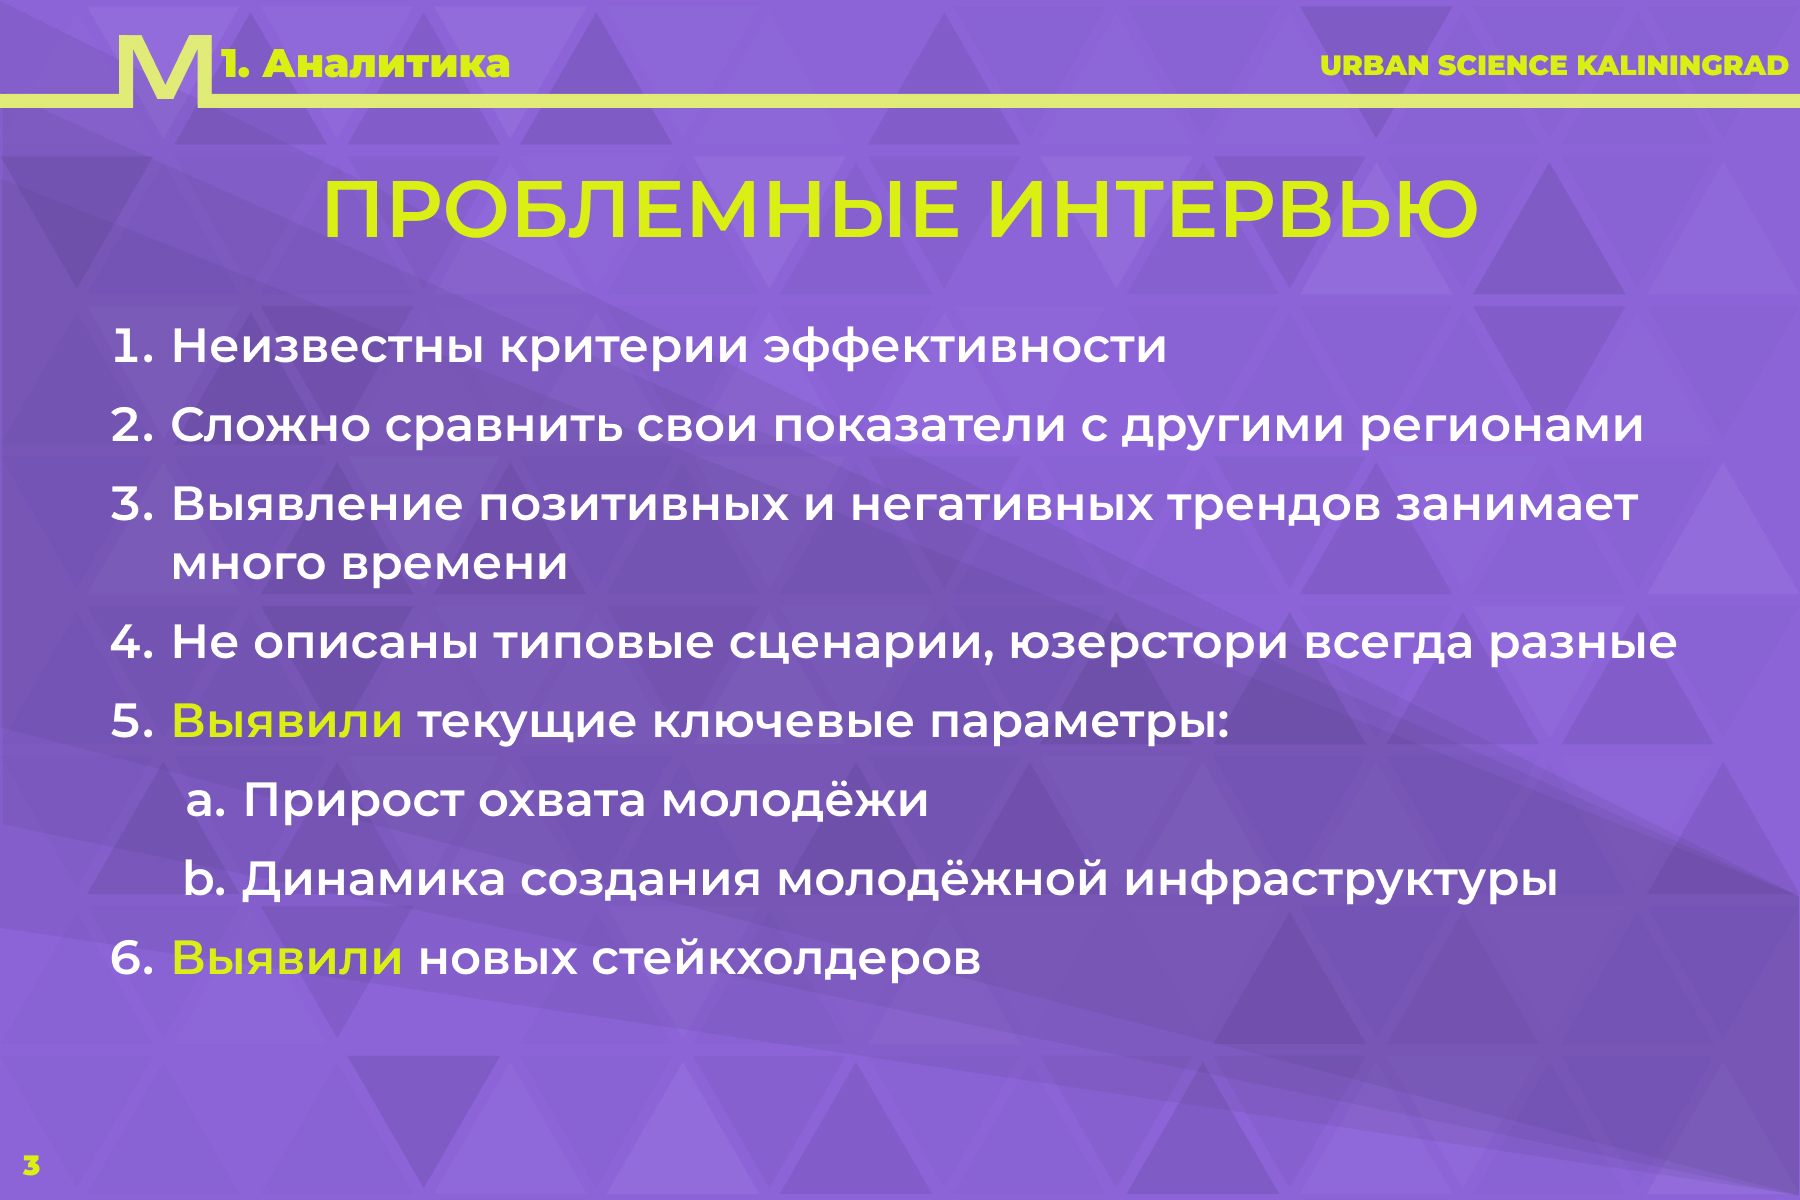 М
1. Аналитика
URBAN SCIENCE KALININGRAD
ПРОБЛЕМНЫЕ ИНТЕРВЬЮ
1. Неизвестны критерии эффективности
2. Сложно сравнить свои показатели с другими регионами
3. Выявление позитивных и негативных трендов занимает
много времени
4. Не описаны типовые сценарии, юзерстори всегда разные
5. Выявили текущие ключевые параметры:
a. Прирост охвата молодёжи
b. Динамика создания молодёжной инфраструктуры
6. Выявили новых стейкхолдеров
3